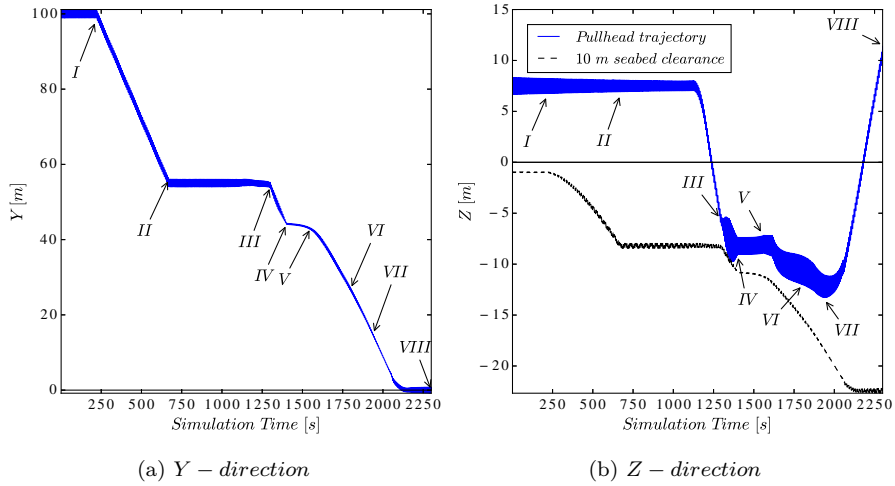 100
80
60
40
20
0
Y [m]
250 500 750 1000 1250 1500 1750 2000 2250
Simulation Time [s]
I
II
III
IV
V
VI
VII
VIII
(a) Y − direction
15
10
5
0
−5
−10
−15
−20
Z [m]
250 500 750 1000 1250 1500 1750 2000 2250
Simulation Time [s]
Pullhead trajectory
10 m seabed clearance
I
II
III
IV
V
VI
VII
VIII
(b) Z − direction